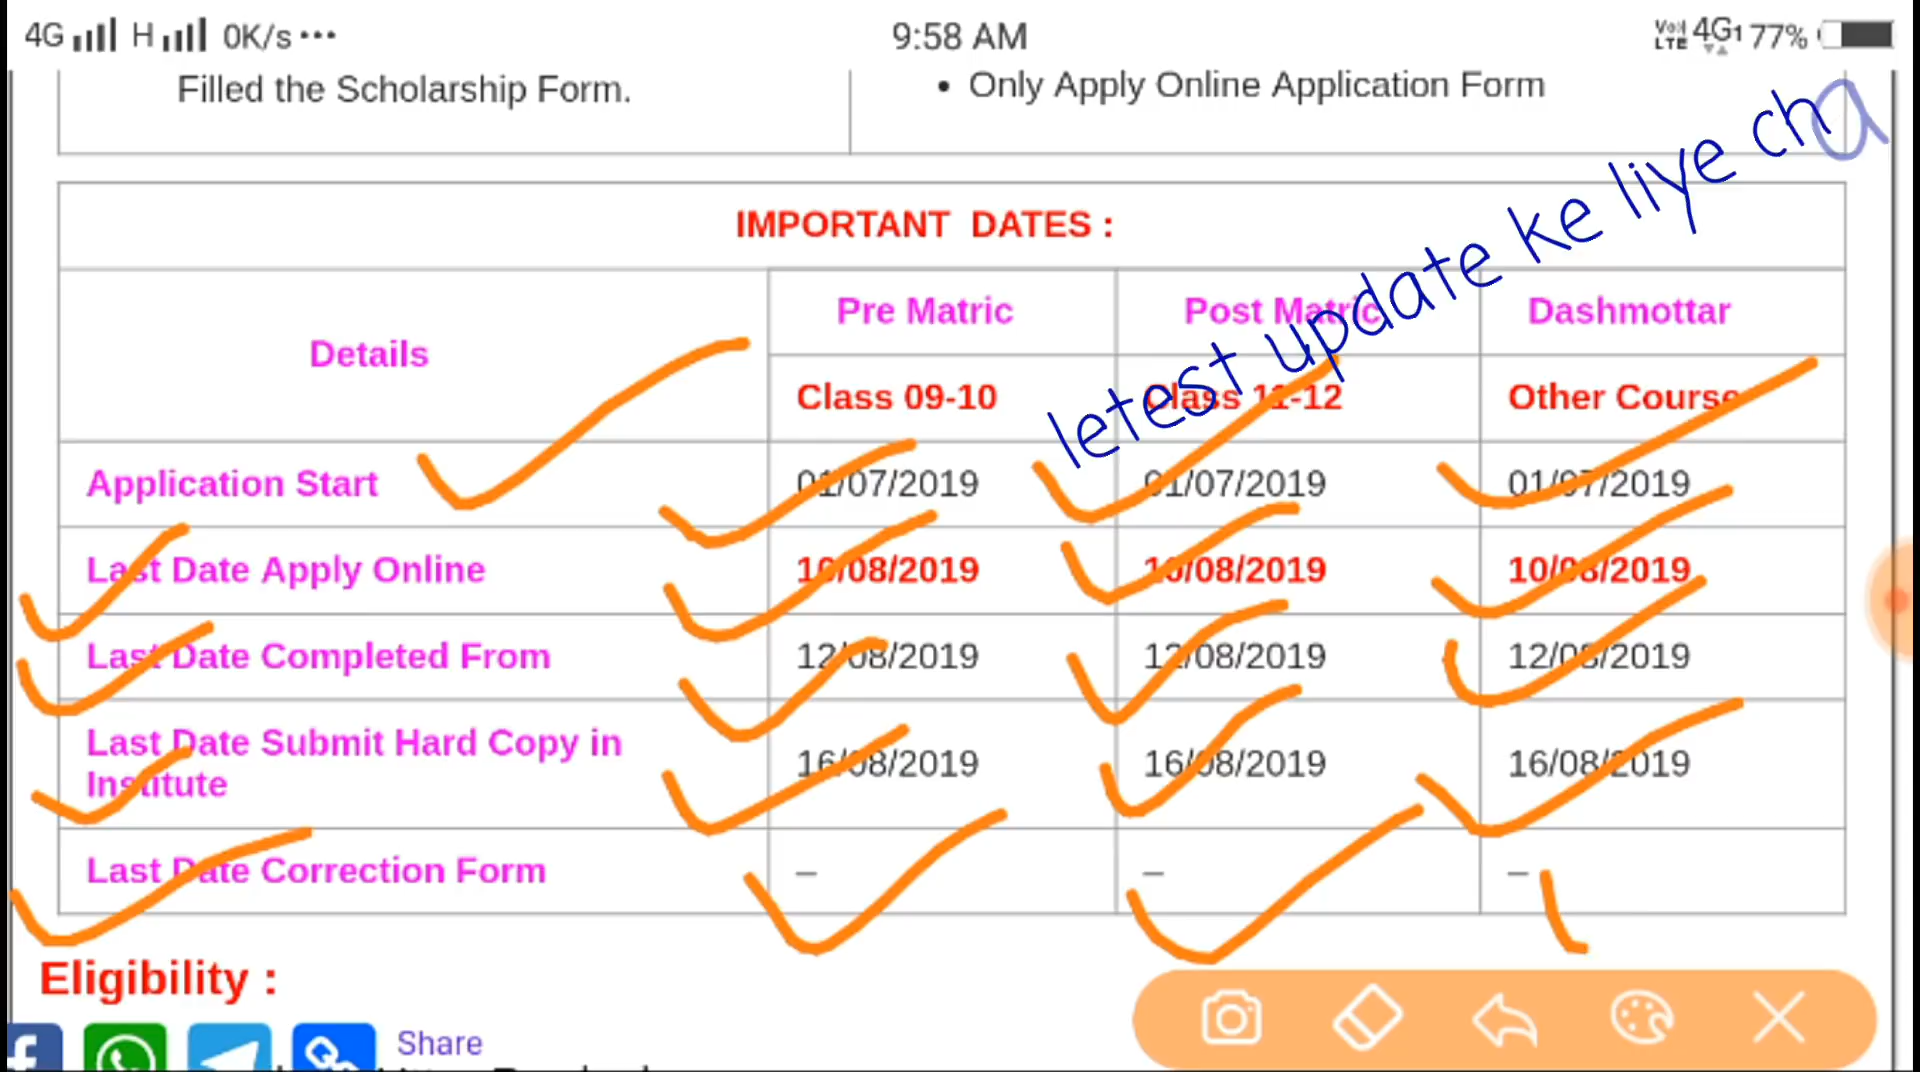 4G H 0K/s ... 9:58 AM VoLTE 4G1 77%
Filled the Scholarship Form.
• Only Apply Online Application Form
letest update ke liye cha
IMPORTANT DATES :
Details Pre Matric Post Matric Dashmottar
Class 09-10 Class 11-12 Other Course
Application Start 01/07/2019 01/07/2019 01/07/2019
Last Date Apply Online 10/08/2019 10/08/2019 10/08/2019
Last Date Completed From 12/08/2019 12/08/2019 12/08/2019
Last Date Submit Hard Copy in
Institute 16/08/2019 16/08/2019 16/08/2019
Last Date Correction Form – – –
Eligibility :
Share